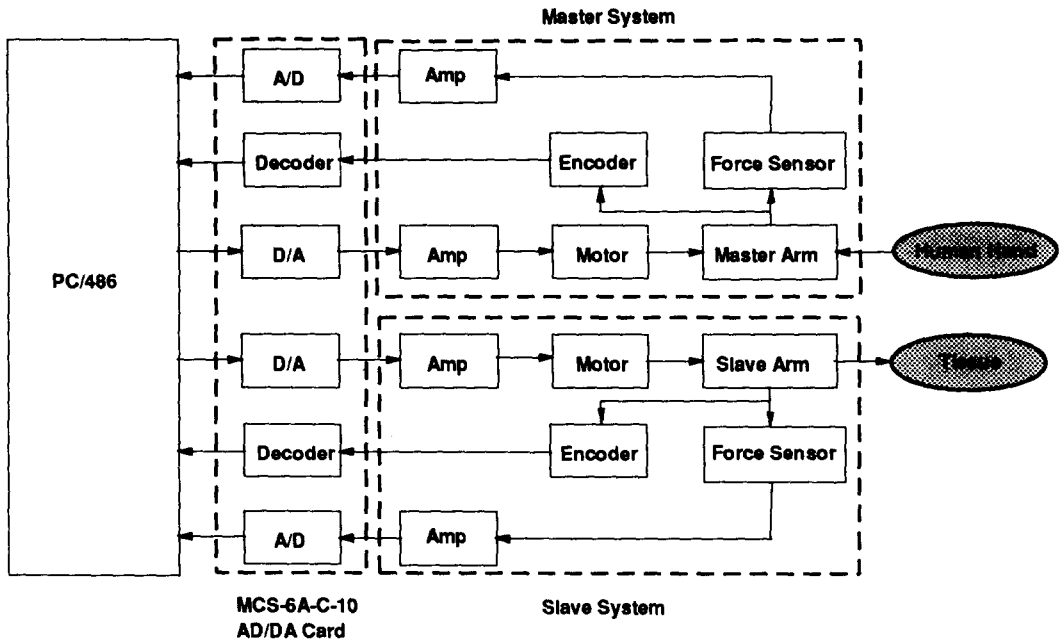 Master System
A/D
Amp
Decoder
Encoder
Force Sensor
D/A
Amp
Motor
Master Arm
Human Hand
PC/486
D/A
Amp
Motor
Slave Arm
Tissue
Decoder
Encoder
Force Sensor
A/D
Amp
MCS-6A-C-10
AD/DA Card
Slave System